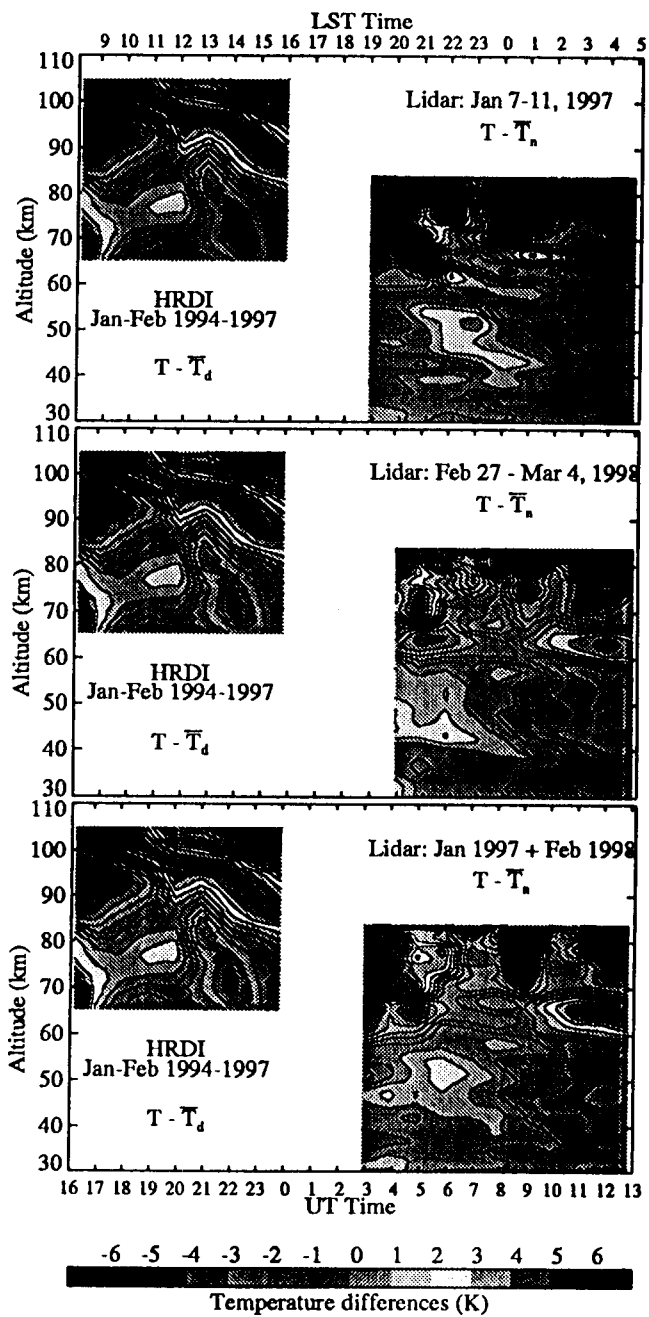 LST Time
9 10 11 12 13 14 15 16 17 18 19 20 21 22 23 0 1 2 3 4 5
110
100
90
80
70
60
50
40
30
Altitude (km)
Lidar: Jan 7-11, 1997
T - T̅n
HRDI
Jan-Feb 1994-1997
T - T̅d
110
100
90
80
70
60
50
40
30
Altitude (km)
Lidar: Feb 27 - Mar 4, 1998
T - T̅n
HRDI
Jan-Feb 1994-1997
T - T̅d
110
100
90
80
70
60
50
40
30
Altitude (km)
Lidar: Jan 1997 + Feb 1998
T - T̅n
HRDI
Jan-Feb 1994-1997
T - T̅d
16 17 18 19 20 21 22 23 0 1 2 3 4 5 6 7 8 9 10 11 12 13
UT Time
-6 -5 -4 -3 -2 -1 0 1 2 3 4 5 6
Temperature differences (K)